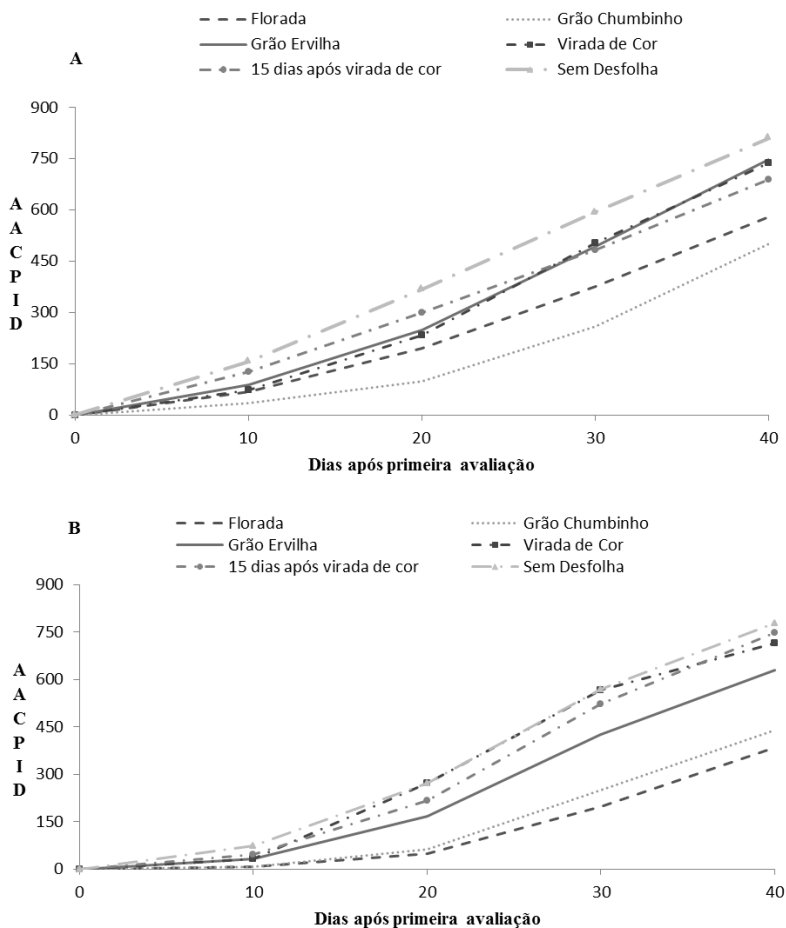 Florada
Grão Chumbinho
A
Grão Ervilha
Virada de Cor
15 dias após virada de cor
Sem Desfolha
900
750
600
450
300
150
0
A
A
C
P
I
D
0 10 20 30 40
Dias após primeira avaliação
B
Florada
Grão Chumbinho
Grão Ervilha
Virada de Cor
15 dias após virada de cor
Sem Desfolha
900
750
600
450
300
150
0
A
A
C
P
I
D
0 10 20 30 40
Dias após primeira avaliação